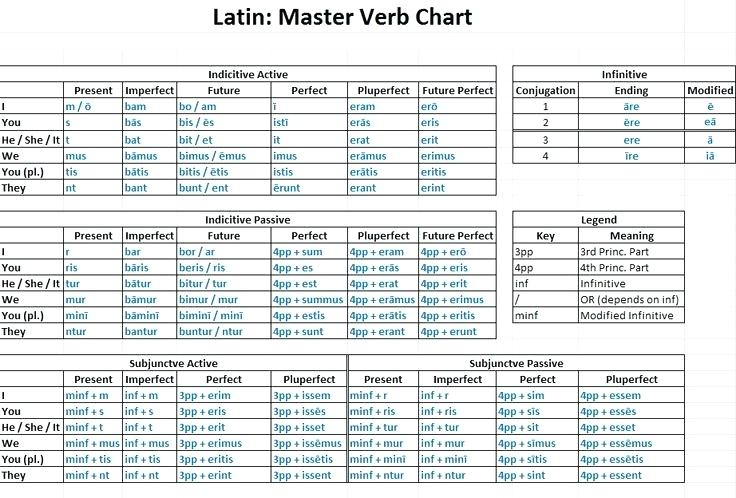 Latin: Master Verb Chart
Indicitive Active
Present Imperfect Future Perfect Pluperfect Future Perfect
I m / ō bam bo / am ī eram erō
You s bās bis / ēs istī erās eris
He / She / It t bat bit / et it erat erit
We mus bāmus bimus / ēmus imus erāmus erimus
You (pl.) tis bātis bitis / ētis istis erātis eritis
They nt bant bunt / ent ērunt erant erint
Infinitive
Conjugation Ending Modified
1 āre ē
2 ēre eā
3 ere ā
4 īre iā
Indicitive Passive
Present Imperfect Future Perfect Pluperfect Future Perfect
I r bar bor / ar 4pp + sum 4pp + eram 4pp + erō
You ris bāris beris / ris 4pp + es 4pp + erās 4pp + eris
He / She / It tur bātur bitur / tur 4pp + est 4pp + erat 4pp + erit
We mur bāmur bimur / mur 4pp + summus 4pp + erāmus 4pp + erimus
You (pl.) minī bāminī biminī / minī 4pp + estis 4pp + erātis 4pp + eritis
They ntur bantur buntur / ntur 4pp + sunt 4pp + erant 4pp + erunt
Legend
Key Meaning
3pp 3rd Princ. Part
4pp 4th Princ. Part
inf Infinitive
/ OR (depends on inf)
minf Modified Infinitive
Subjunctve Active Subjunctve Passive
Present Imperfect Perfect Pluperfect Present Imperfect Perfect Pluperfect
I minf + m inf + m 3pp + erim 3pp + issem minf + r inf + r 4pp + sim 4pp + essem
You minf + s inf + s 3pp + eris 3pp + issēs minf + ris inf + ris 4pp + sīs 4pp + essēs
He / She / It minf + t inf + t 3pp + erit 3pp + isset minf + tur inf + tur 4pp + sit 4pp + esset
We minf + mus inf + mus 3pp + erimus 3pp + issēmus minf + mur inf + mur 4pp + sīmus 4pp + essēmus
You (pl.) minf + tis inf + tis 3pp + eritis 3pp + issētis minf + minī inf + minī 4pp + sītis 4pp + essētis
They minf + nt inf + nt 3pp + erint 3pp + issent minf + ntur inf + ntur 4pp + sint 4pp + essent